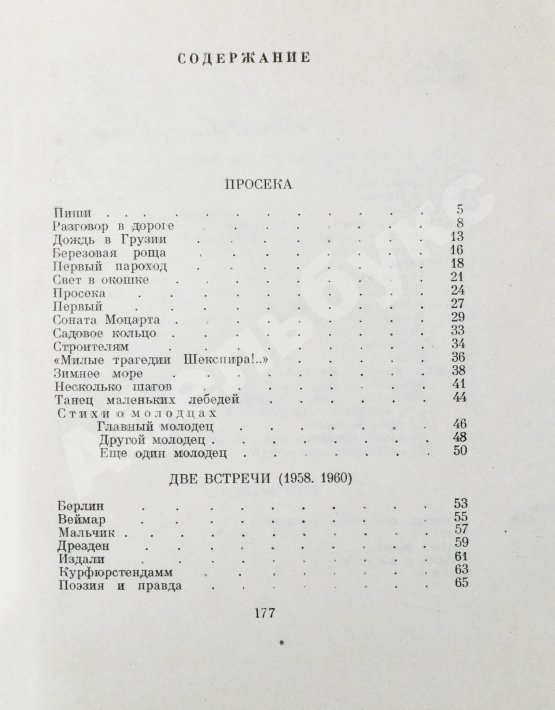 СОДЕРЖАНИЕ
ПРОСЕКА
Пиши . . . . . . . . . . . . . 5
Разговор в дороге . . . . . . . . . . 8
Дождь в Грузии . . . . . . . . . . 13
Березовая роща . . . . . . . . . . 16
Первый пароход . . . . . . . . . . 18
Свет в окошке . . . . . . . . . . 21
Просека . . . . . . . . . . . . 24
Первый . . . . . . . . . . . . 27
Соната Моцарта . . . . . . . . . . 29
Садовое кольцо . . . . . . . . . . 33
Строителям . . . . . . . . . . . 34
«Милые трагедии Шекспира!..» . . . . . . . 36
Зимнее море . . . . . . . . . . . 38
Несколько шагов . . . . . . . . . . 41
Танец маленьких лебедей . . . . . . . . 44
Стихи о молодцах
Главный молодец . . . . . . . . 46
Другой молодец . . . . . . . . . 48
Еще один молодец . . . . . . . . 50
ДВЕ ВСТРЕЧИ (1958. 1960)
Берлин . . . . . . . . . . . . 53
Веймар . . . . . . . . . . . . 55
Мальчик . . . . . . . . . . . . 57
Дрезден . . . . . . . . . . . . 59
Издали . . . . . . . . . . . . 61
Курфюрстендамм . . . . . . . . . . 63
Поэзия и правда . . . . . . . . . . 65
177